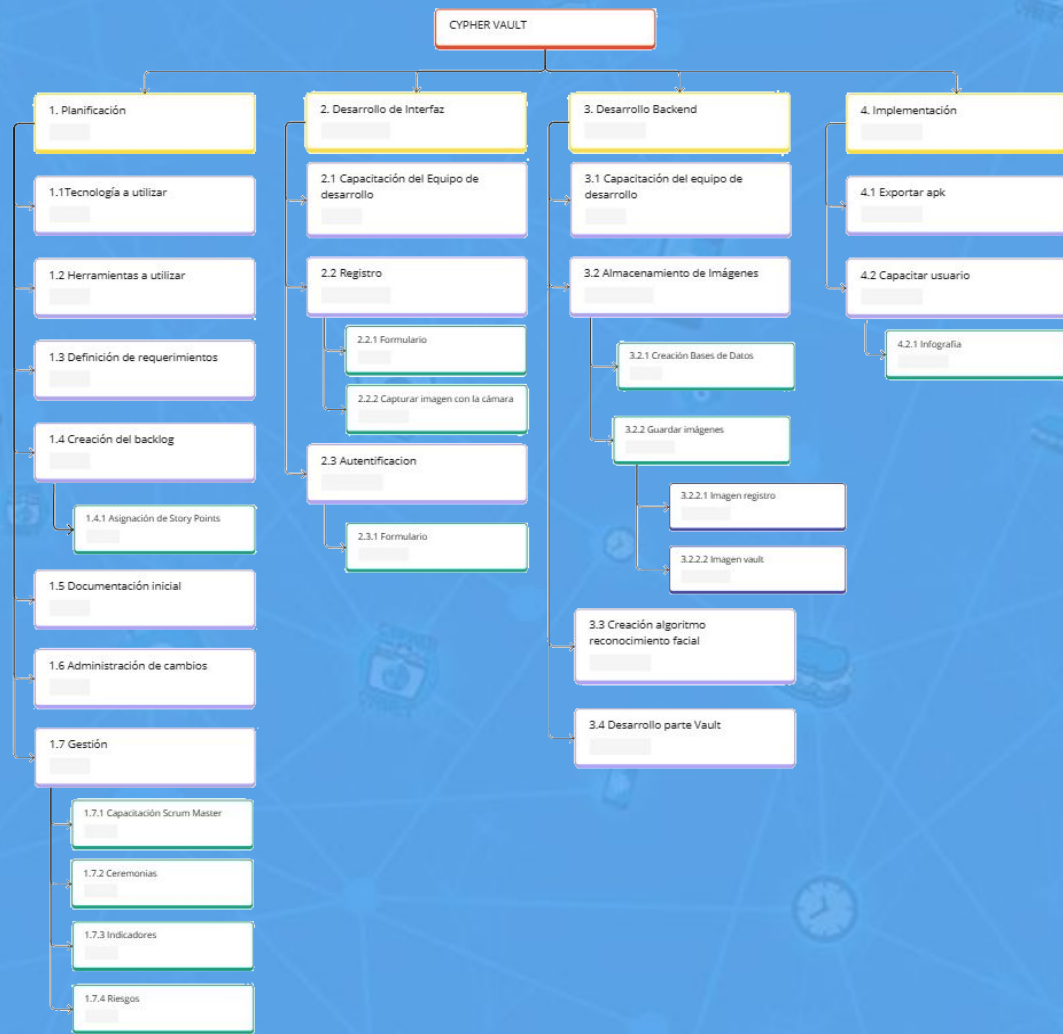 CYPHER VAULT
1. Planificación
1.1Tecnología a utilizar
1.2 Herramientas a utilizar
1.3 Definición de requerimientos
1.4 Creación del backlog
1.4.1 Asignación de Story Points
1.5 Documentación inicial
1.6 Administración de cambios
1.7 Gestión
1.7.1 Capacitación Scrum Master
1.7.2 Ceremonias
1.7.3 Indicadores
1.7.4 Riesgos
2. Desarrollo de Interfaz
2.1 Capacitación del Equipo de
desarrollo
2.2 Registro
2.2.1 Formulario
2.2.2 Capturar imagen con la cámara
2.3 Autentificacion
2.3.1 Formulario
3. Desarrollo Backend
3.1 Capacitación del equipo de
desarrollo
3.2 Almacenamiento de Imágenes
3.2.1 Creación Bases de Datos
3.2.2 Guardar imágenes
3.2.2.1 Imagen registro
3.2.2.2 Imagen vault
3.3 Creación algoritmo
reconocimiento facial
3.4 Desarrollo parte Vault
4. Implementación
4.1 Exportar apk
4.2 Capacitar usuario
4.2.1 Infografia